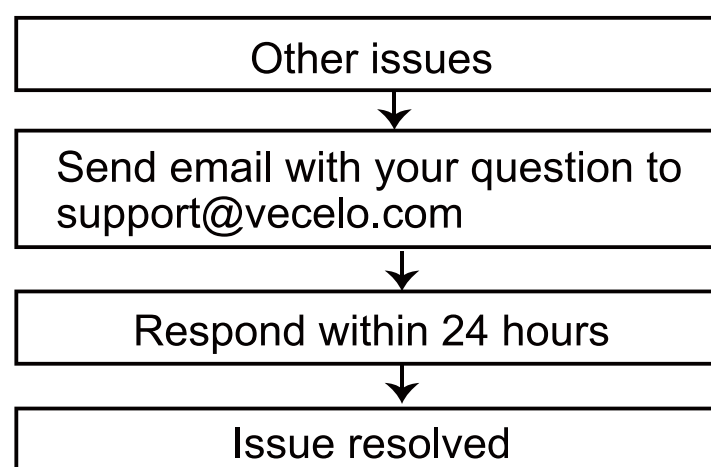 Other issues
Send email with your question to
support@vecelo.com
Respond within 24 hours
Issue resolved